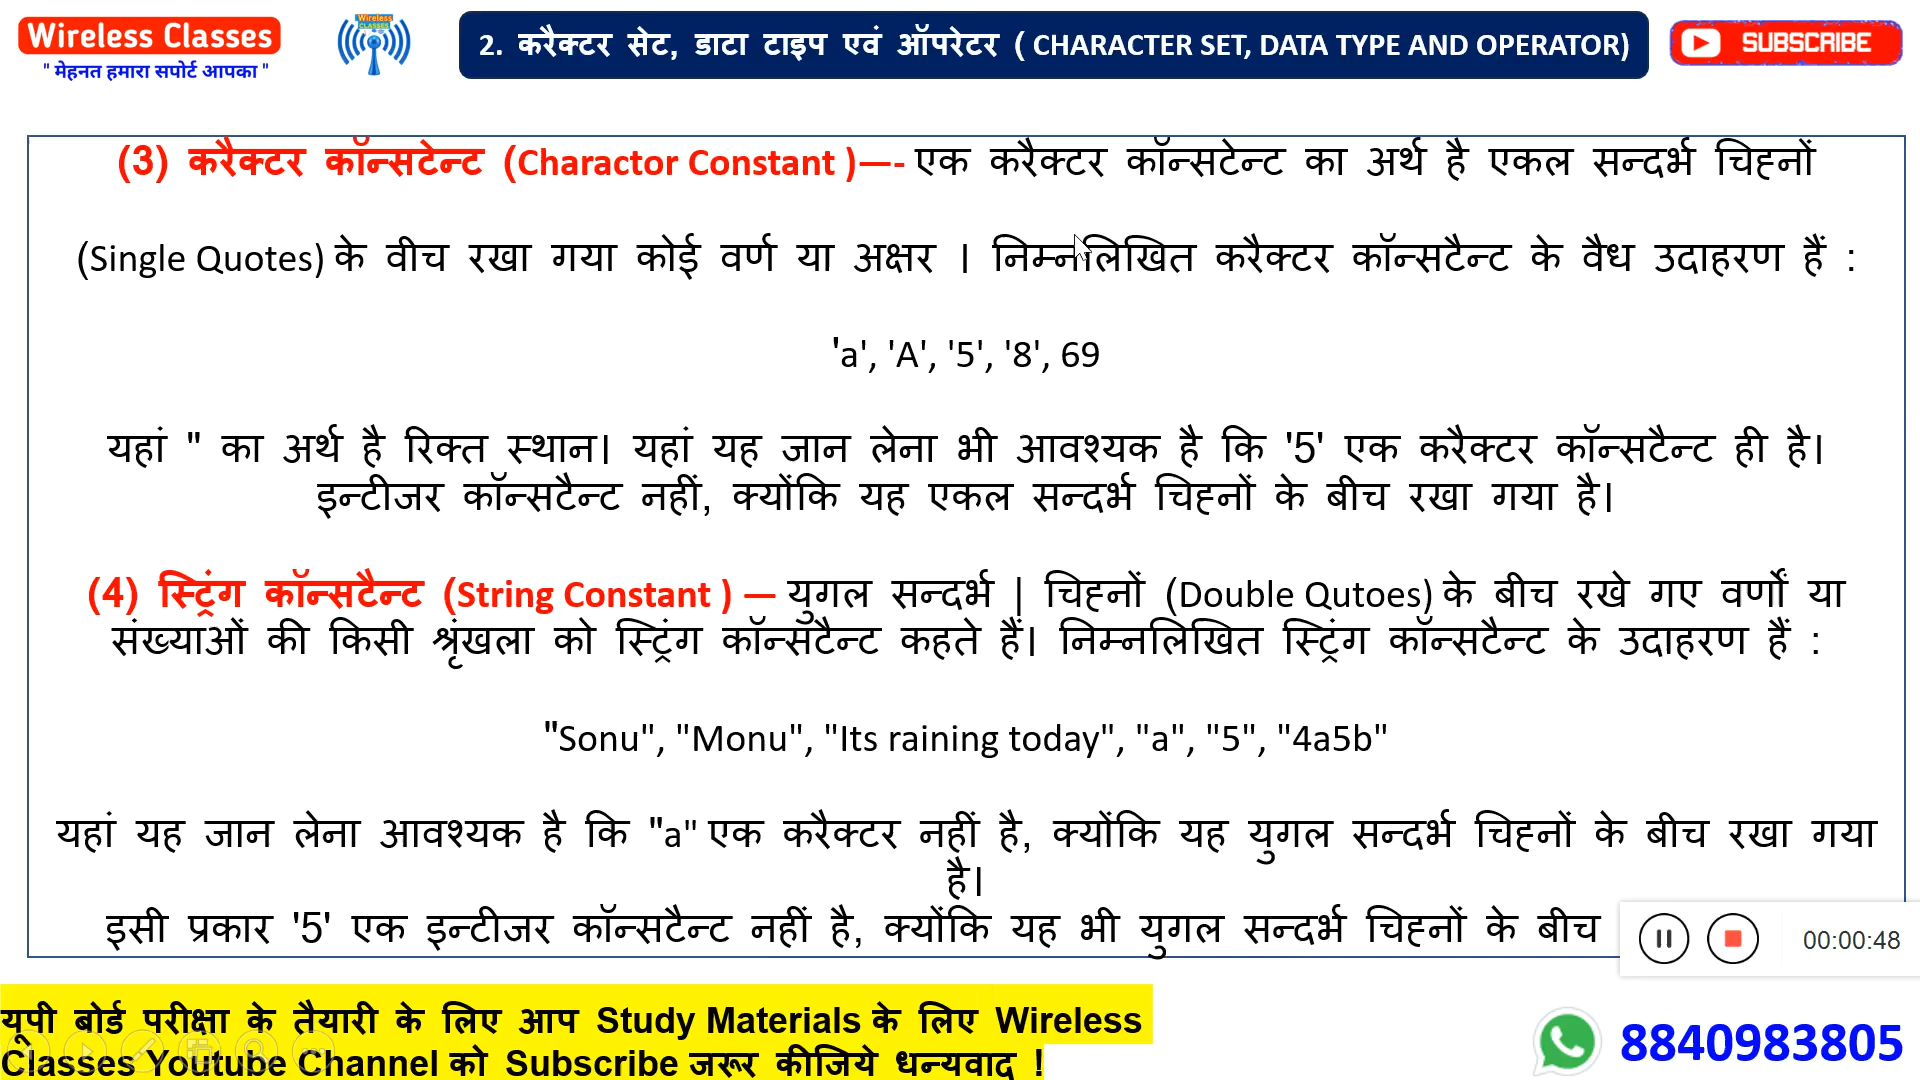 Wireless Classes
" मेहनत हमारा सपोर्ट आपका "
Wireless
CLASSES
2. करैक्टर सेट, डाटा टाइप एवं ऑपरेटर ( CHARACTER SET, DATA TYPE AND OPERATOR)
SUBSCRIBE
(3) करैक्टर कॉन्सटेन्ट (Charactor Constant )—- एक करैक्टर कॉन्सटेन्ट का अर्थ है एकल सन्दर्भ चिह्नों
(Single Quotes) के वीच रखा गया कोई वर्ण या अक्षर । निम्नलिखित करैक्टर कॉन्सटैन्ट के वैध उदाहरण हैं :
'a', 'A', '5', '8', 69
यहां " का अर्थ है रिक्त स्थान। यहां यह जान लेना भी आवश्यक है कि '5' एक करैक्टर कॉन्सटैन्ट ही है।
इन्टीजर कॉन्सटैन्ट नहीं, क्योंकि यह एकल सन्दर्भ चिह्नों के बीच रखा गया है।
(4) स्ट्रिंग कॉन्सटैन्ट (String Constant ) — युगल सन्दर्भ | चिह्नों (Double Qutoes) के बीच रखे गए वर्णों या
संख्याओं की किसी श्रृंखला को स्ट्रिंग कॉन्सटैन्ट कहते हैं। निम्नलिखित स्ट्रिंग कॉन्सटैन्ट के उदाहरण हैं :
"Sonu", "Monu", "Its raining today", "a", "5", "4a5b"
यहां यह जान लेना आवश्यक है कि "a" एक करैक्टर नहीं है, क्योंकि यह युगल सन्दर्भ चिह्नों के बीच रखा गया
है।
इसी प्रकार '5' एक इन्टीजर कॉन्सटैन्ट नहीं है, क्योंकि यह भी युगल सन्दर्भ चिह्नों के बीच
00:00:48
यूपी बोर्ड परीक्षा के तैयारी के लिए आप Study Materials के लिए Wireless
Classes Youtube Channel को Subscribe जरूर कीजिये धन्यवाद !
8840983805